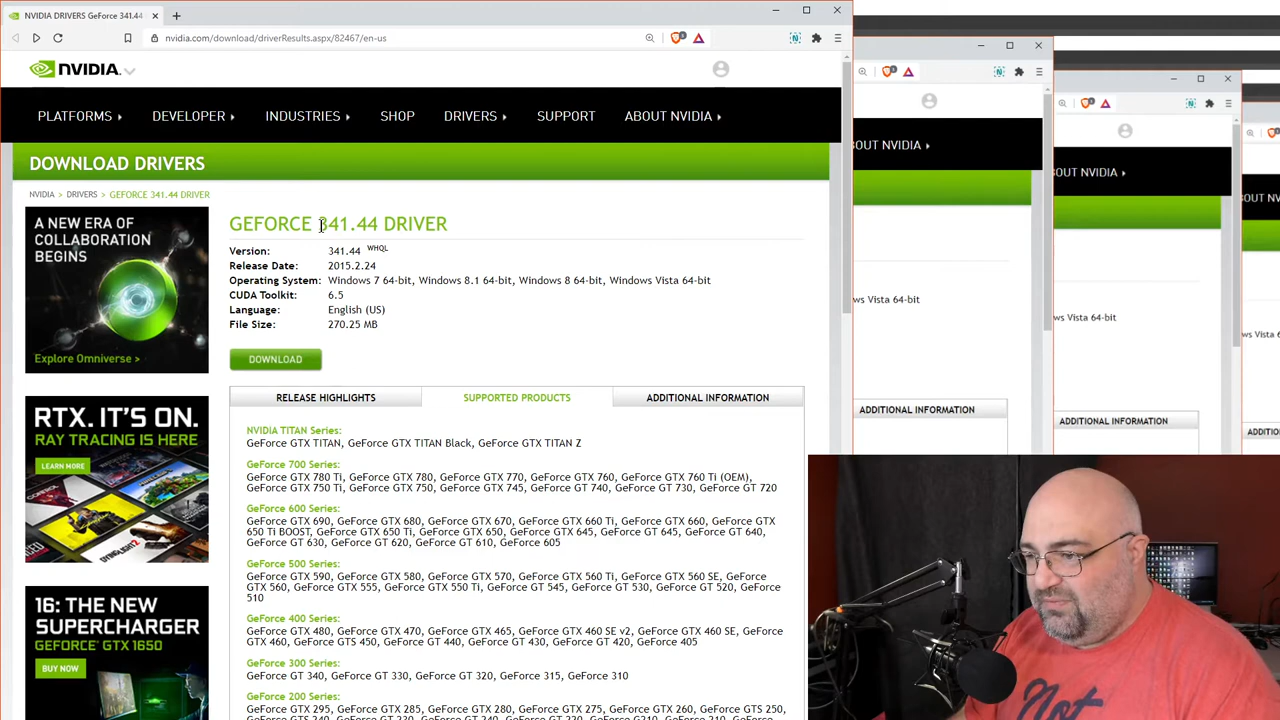 NVIDIA DRIVERS GeForce 341.44
nvidia.com/download/driverResults.aspx/82467/en-us
NVIDIA.
PLATFORMS DEVELOPER INDUSTRIES SHOP DRIVERS SUPPORT ABOUT NVIDIA
DOWNLOAD DRIVERS
NVIDIA > DRIVERS > GEFORCE 341.44 DRIVER
A NEW ERA OF
COLLABORATION
BEGINS
Explore Omniverse >
RTX. IT'S ON.
RAY TRACING IS HERE
LEARN MORE
16: THE NEW
SUPERCHARGER
GEFORCE® GTX 1650
BUY NOW
GEFORCE 341.44 DRIVER
Version: 341.44 WHQL
Release Date: 2015.2.24
Operating System: Windows 7 64-bit, Windows 8.1 64-bit, Windows 8 64-bit, Windows Vista 64-bit
CUDA Toolkit: 6.5
Language: English (US)
File Size: 270.25 MB
DOWNLOAD
RELEASE HIGHLIGHTS SUPPORTED PRODUCTS ADDITIONAL INFORMATION
NVIDIA TITAN Series:
GeForce GTX TITAN, GeForce GTX TITAN Black, GeForce GTX TITAN Z
GeForce 700 Series:
GeForce GTX 780 Ti, GeForce GTX 780, GeForce GTX 770, GeForce GTX 760, GeForce GTX 760 Ti (OEM),
GeForce GTX 750 Ti, GeForce GTX 750, GeForce GTX 745, GeForce GT 740, GeForce GT 730, GeForce GT 720
GeForce 600 Series:
GeForce GTX 690, GeForce GTX 680, GeForce GTX 670, GeForce GTX 660 Ti, GeForce GTX 660, GeForce GTX
650 Ti BOOST, GeForce GTX 650 Ti, GeForce GTX 650, GeForce GTX 645, GeForce GT 645, GeForce GT 640,
GeForce GT 630, GeForce GT 620, GeForce GT 610, GeForce 605
GeForce 500 Series:
GeForce GTX 590, GeForce GTX 580, GeForce GTX 570, GeForce GTX 560 Ti, GeForce GTX 560 SE, GeForce
GTX 560, GeForce GTX 555, GeForce GTX 550 Ti, GeForce GT 545, GeForce GT 530, GeForce GT 520, GeForce
510
GeForce 400 Series:
GeForce GTX 480, GeForce GTX 470, GeForce GTX 465, GeForce GTX 460 SE v2, GeForce GTX 460 SE, GeForce
GTX 460, GeForce GTS 450, GeForce GT 440, GeForce GT 430, GeForce GT 420, GeForce 405
GeForce 300 Series:
GeForce GT 340, GeForce GT 330, GeForce GT 320, GeForce 315, GeForce 310
GeForce 200 Series:
GeForce GTX 295, GeForce GTX 285, GeForce GTX 280, GeForce GTX 275, GeForce GTX 260, GeForce GTS 250,
OUT NVIDIA
ws Vista 64-bit
ADDITIONAL INFORMATION
OUT NVIDIA
ws Vista 64-bit
ADDITIONAL INFORMATION
OUT NVIDIA
ws Vista 64-bit
ADDITIO
Not